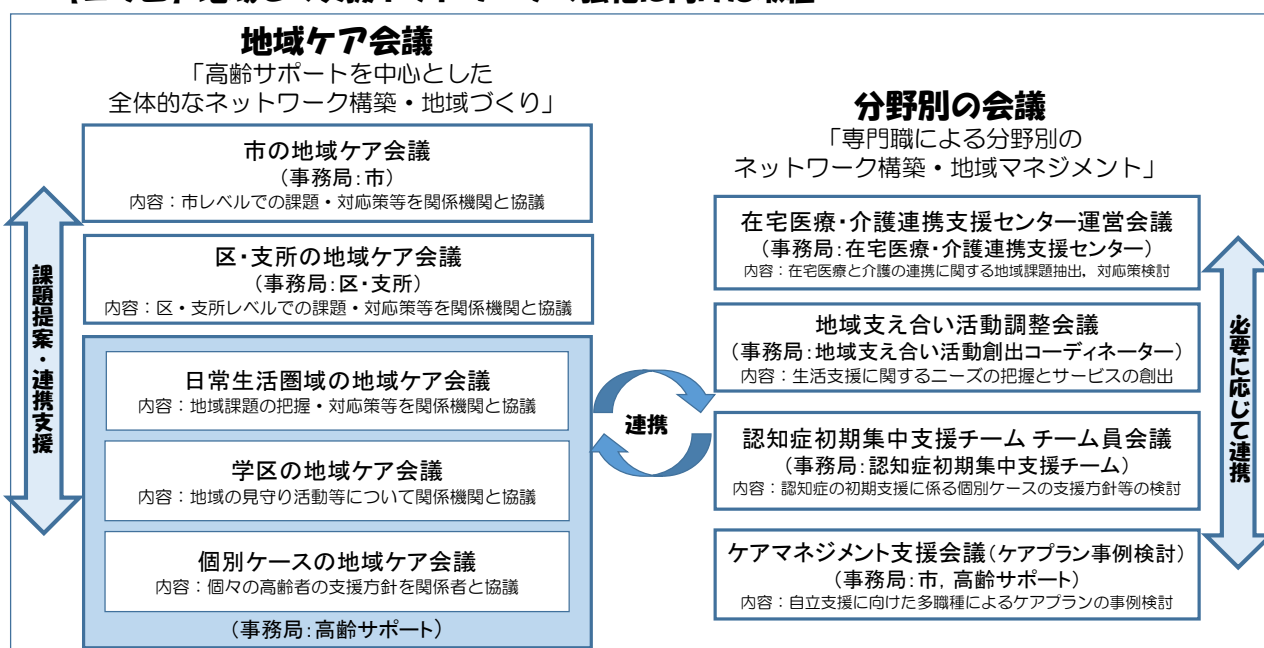 地域ケア会議
「高齢サポートを中心とした
全体的なネットワーク構築・地域づくり」
市の地域ケア会議
(事務局:市)
内容：市レベルでの課題・対応策等を関係機関と協議
区・支所の地域ケア会議
(事務局:区・支所)
内容：区・支所レベルでの課題・対応策等を関係機関と協議
日常生活圏域の地域ケア会議
内容：地域課題の把握・対応策等を関係機関と協議
学区の地域ケア会議
内容：地域の見守り活動等について関係機関と協議
個別ケースの地域ケア会議
内容：個々の高齢者の支援方針を関係者と協議
(事務局:高齢サポート)
課題提案・連携支援
連携
分野別の会議
「専門職による分野別の
ネットワーク構築・地域マネジメント」
在宅医療・介護連携支援センター運営会議
(事務局:在宅医療・介護連携支援センター)
内容：在宅医療と介護の連携に関する地域課題抽出，対応策検討
地域支え合い活動調整会議
(事務局:地域支え合い活動創出コーディネーター)
内容：生活支援に関するニーズの把握とサービスの創出
認知症初期集中支援チーム チーム員会議
(事務局:認知症初期集中支援チーム)
内容：認知症の初期支援に係る個別ケースの支援方針等の検討
ケアマネジメント支援会議(ケアプラン事例検討)
(事務局:市，高齢サポート)
内容：自立支援に向けた多職種によるケアプランの事例検討
必要に応じて連携